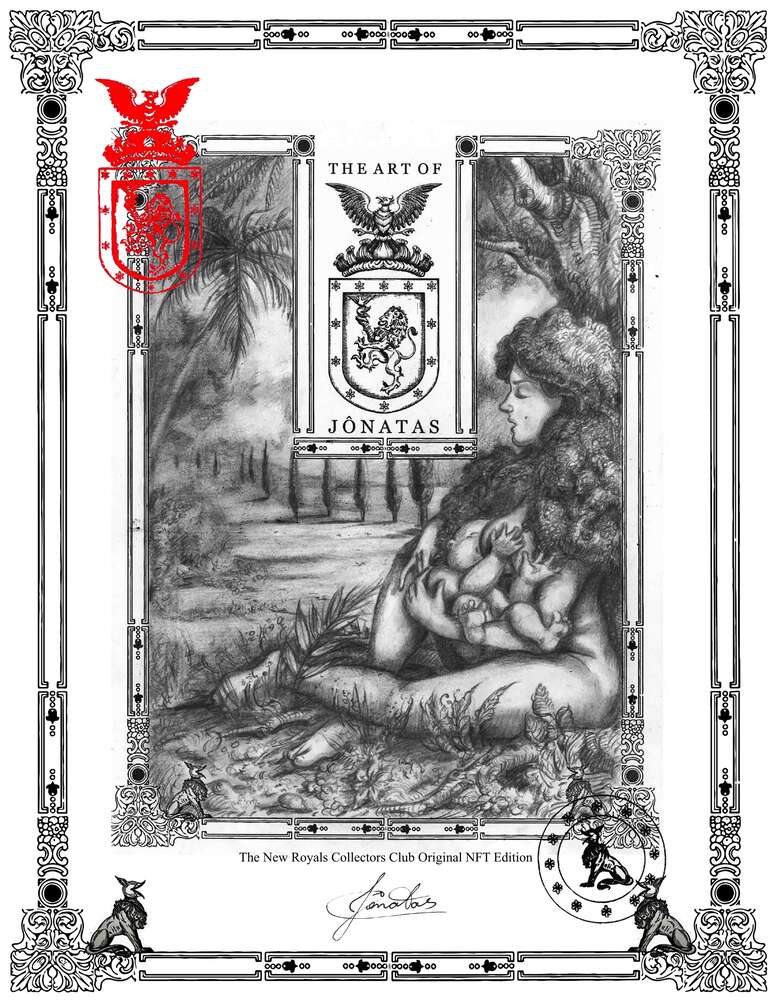 THE ART OF
JÔNATAS
The New Royals Collectors Club Original NFT Edition
Jônatas